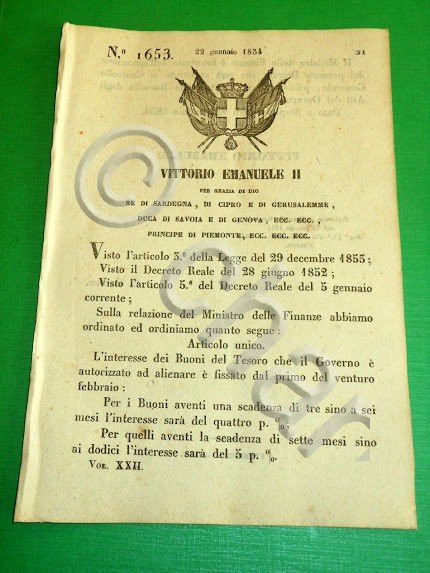 N.° 1653. 22 gennaio 1854 21
VITTORIO EMANUELE II
PER GRAZIA DI DIO
RE DI SARDEGNA, DI CIPRO E DI GERUSALEMME,
DUCA DI SAVOIA E DI GENOVA, ECC. ECC.,
PRINCIPE DI PIEMONTE, ECC. ECC. ECC.
Visto l'articolo 3.° della Legge del 29 dicembre 1853;
Visto il Decreto Reale del 28 giugno 1852;
Visto l'articolo 5.° del Decreto Reale del 5 gennaio
corrente;
Sulla relazione del Ministro delle Finanze abbiamo
ordinato ed ordiniamo quanto segue:
Articolo unico.
L'interesse dei Buoni del Tesoro che il Governo è
autorizzato ad alienare è fissato dal primo del venturo
febbraio:
Per i Buoni aventi una scadenza di tre sino a sei
mesi l'interesse sarà del quattro p. %;
Per quelli aventi la scadenza di sette mesi sino
ai dodici l'interesse sarà del 5 p. %.
VOL. XXII.